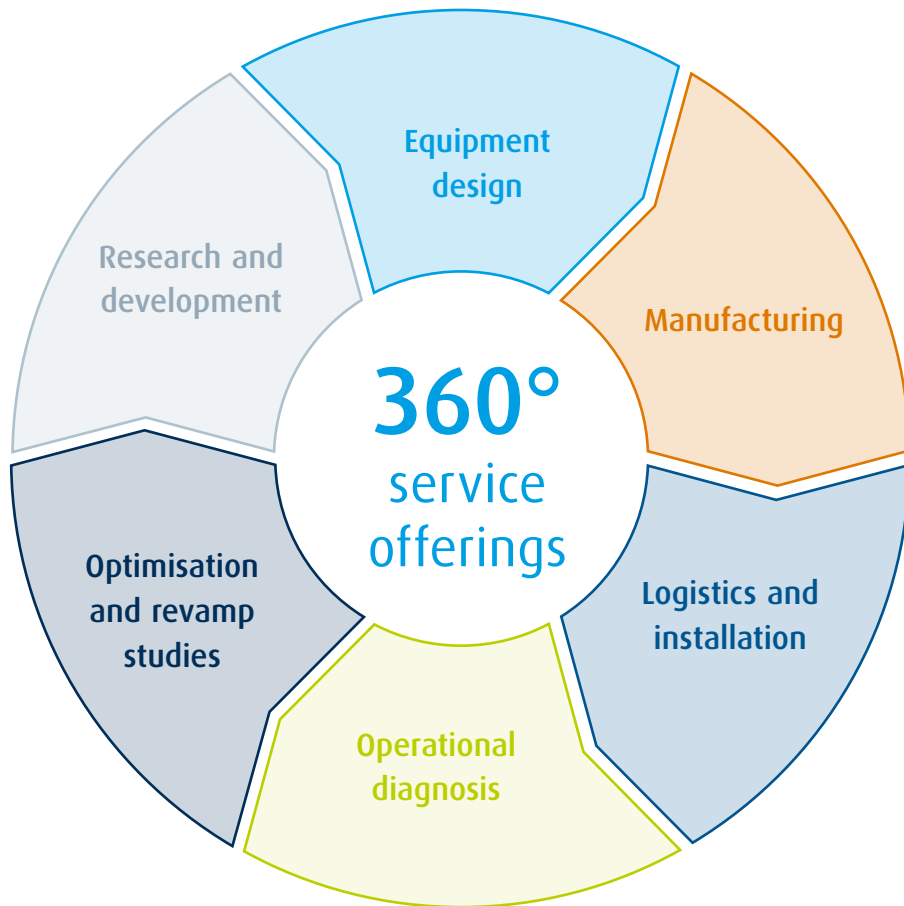 Equipment
design
Manufacturing
Logistics and
installation
Operational
diagnosis
Optimisation
and revamp
studies
Research and
development
360°
service
offerings